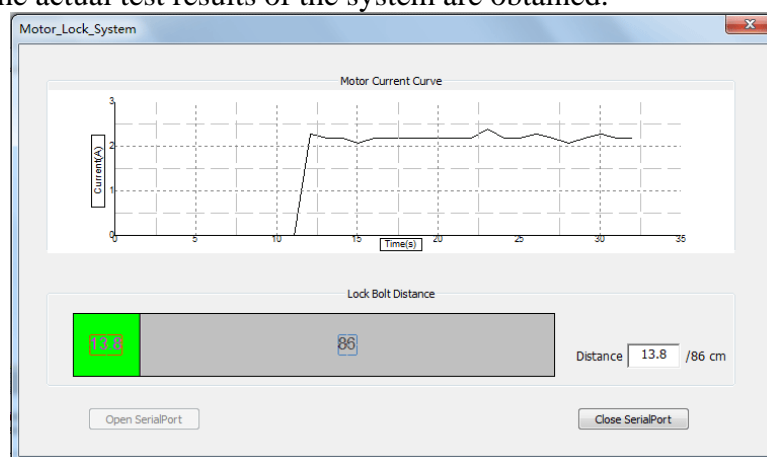 he actual test results of the system are obtained.
Motor_Lock_System
Motor Current Curve
3
2
1
0
Current(A)
0 5 10 15 20 25 30 35
Time(s)
Lock Bolt Distance
13.8 86
Distance 13.8 /86 cm
Open SerialPort Close SerialPort